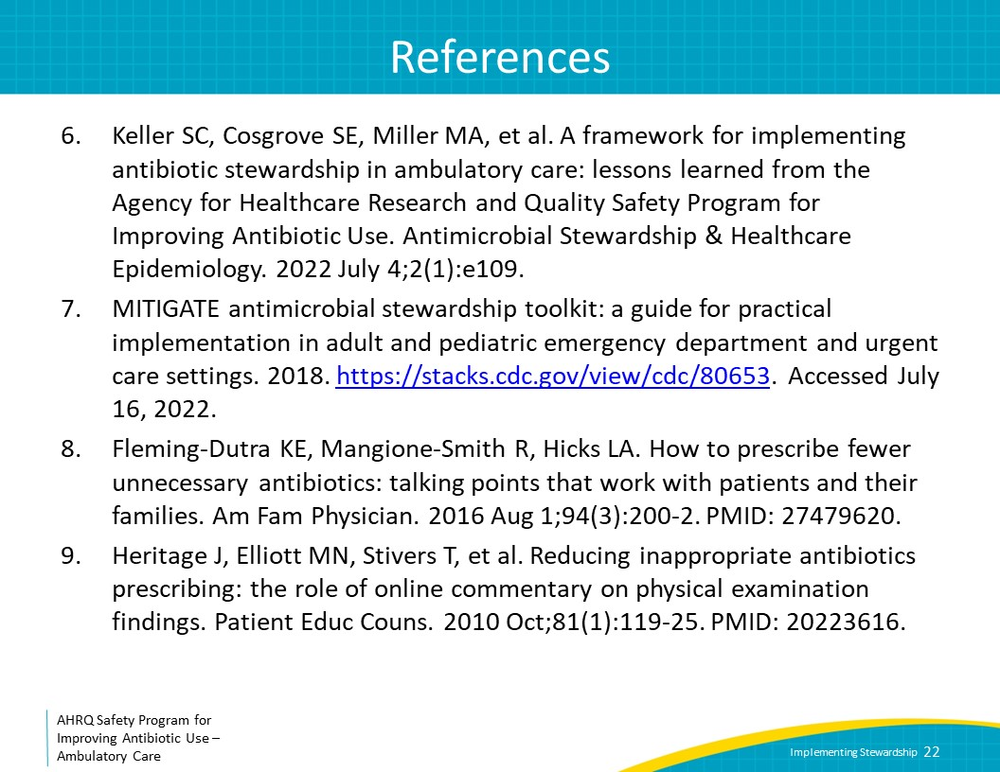 References
6. Keller SC, Cosgrove SE, Miller MA, et al. A framework for implementing
antibiotic stewardship in ambulatory care: lessons learned from the
Agency for Healthcare Research and Quality Safety Program for
Improving Antibiotic Use. Antimicrobial Stewardship & Healthcare
Epidemiology. 2022 July 4;2(1):e109.
7. MITIGATE antimicrobial stewardship toolkit: a guide for practical
implementation in adult and pediatric emergency department and urgent
care settings. 2018. https://stacks.cdc.gov/view/cdc/80653. Accessed July
16, 2022.
8. Fleming-Dutra KE, Mangione-Smith R, Hicks LA. How to prescribe fewer
unnecessary antibiotics: talking points that work with patients and their
families. Am Fam Physician. 2016 Aug 1;94(3):200-2. PMID: 27479620.
9. Heritage J, Elliott MN, Stivers T, et al. Reducing inappropriate antibiotics
prescribing: the role of online commentary on physical examination
findings. Patient Educ Couns. 2010 Oct;81(1):119-25. PMID: 20223616.
AHRQ Safety Program for
Improving Antibiotic Use –
Ambulatory Care
Implementing Stewardship 22